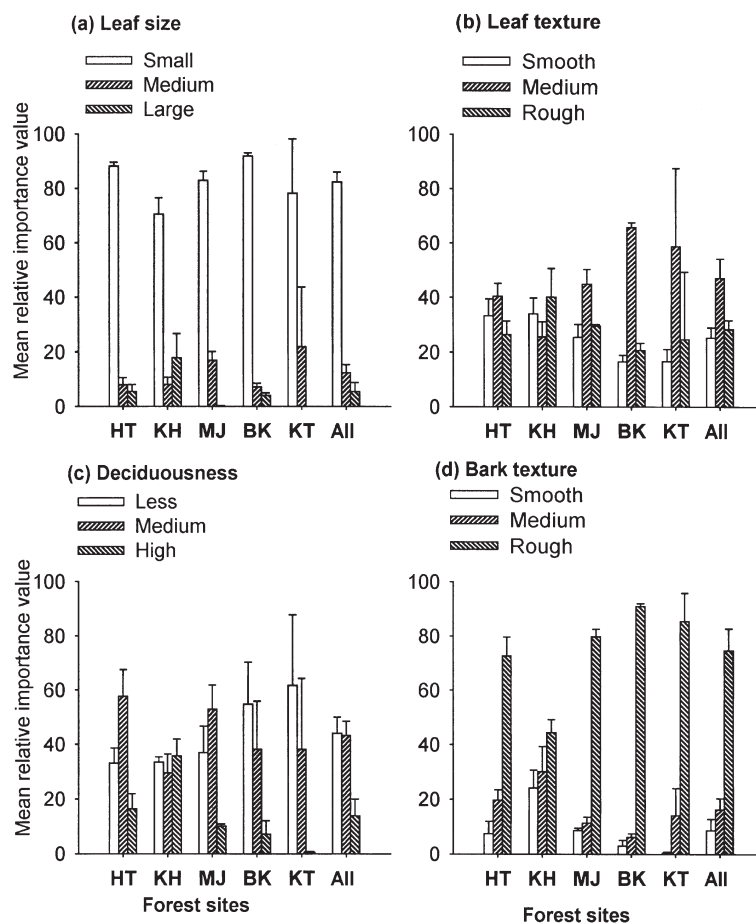 (a) Leaf size
Small
Medium
Large
Mean relative importance value
100
80
60
40
20
0
HT KH MJ BK KT All
(b) Leaf texture
Smooth
Medium
Rough
100
80
60
40
20
0
HT KH MJ BK KT All
(c) Deciduousness
Less
Medium
High
Mean relative importance value
100
80
60
40
20
0
HT KH MJ BK KT All
Forest sites
(d) Bark texture
Smooth
Medium
Rough
100
80
60
40
20
0
HT KH MJ BK KT All
Forest sites